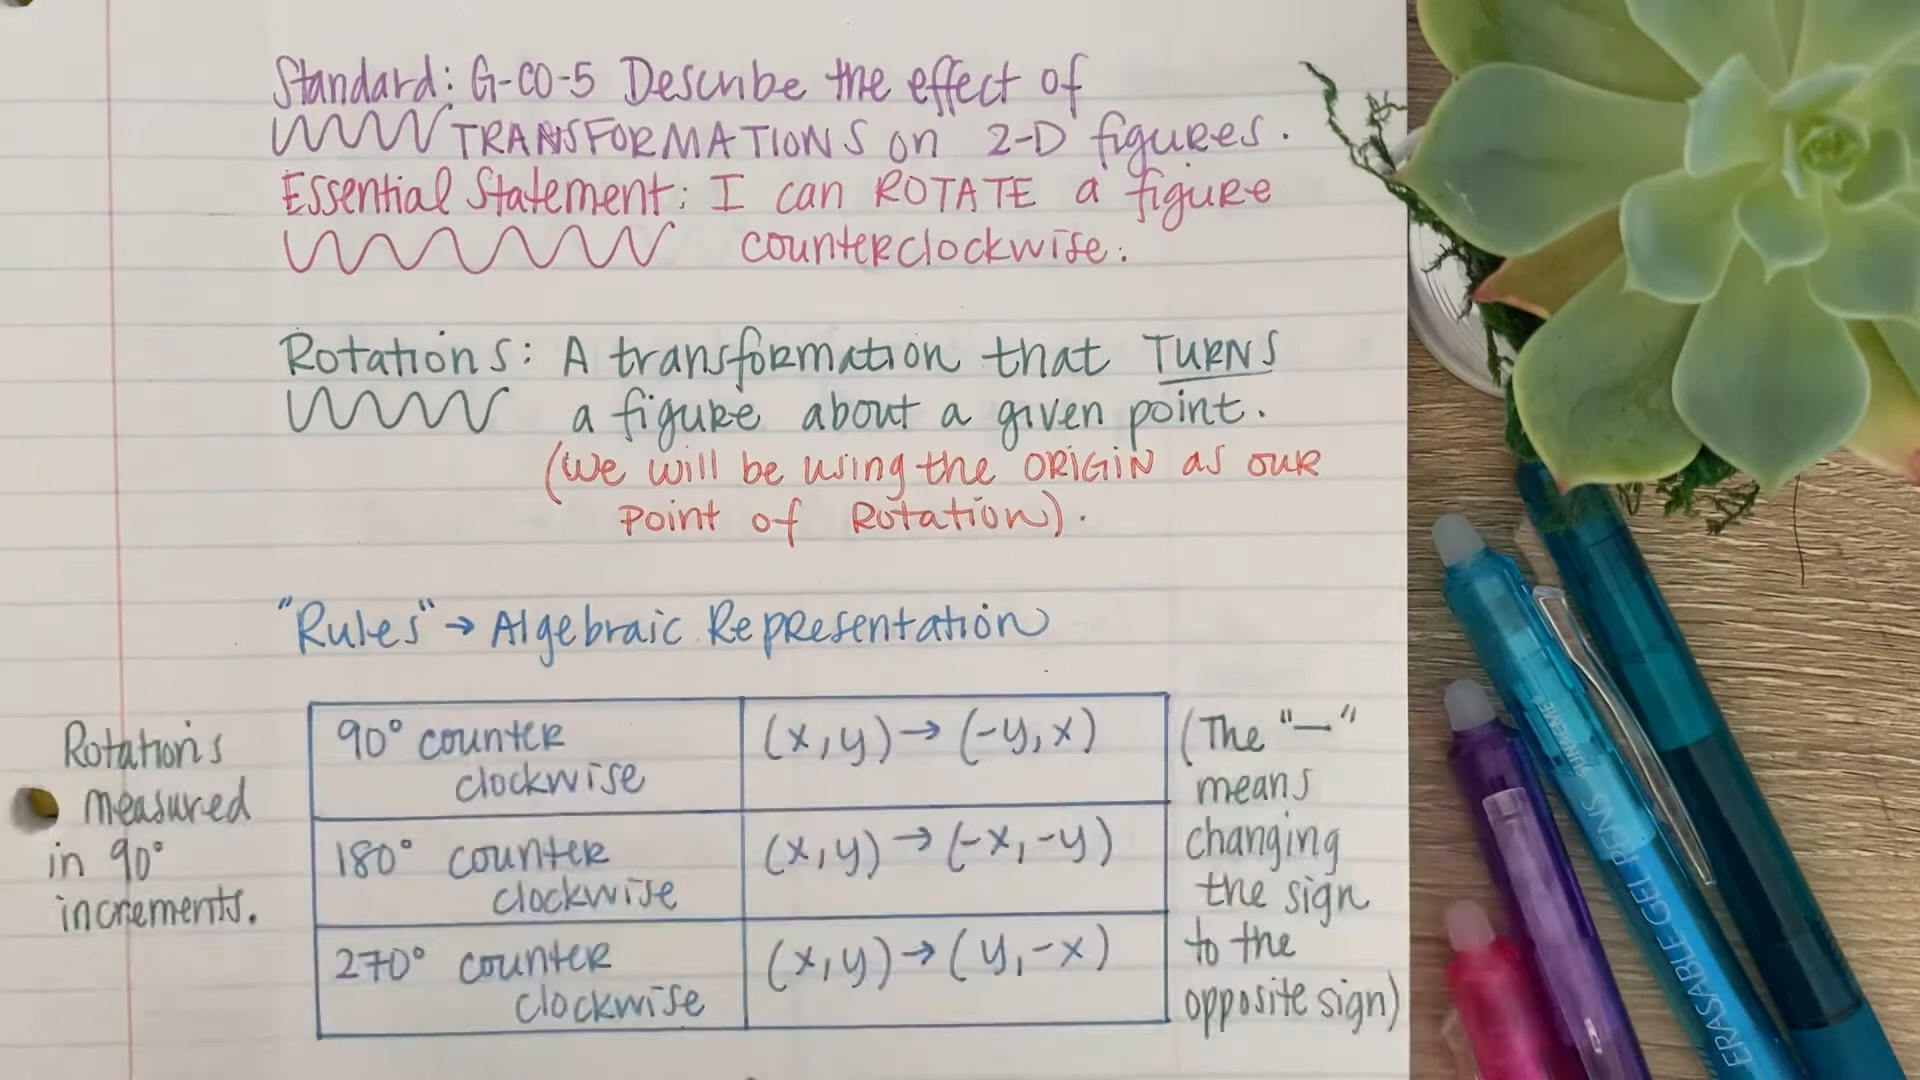 Standard: G-CO-5 Describe the effect of
TRANSFORMATIONS on 2-D figures.
Essential Statement: I can ROTATE a figure
counterclockwise.
Rotations: A transformation that TURNS
a figure about a given point.
(We will be using the ORIGIN as our
point of Rotation).
"Rules" → Algebraic Representation
Rotations
measured
in 90°
increments.
90° counter
clockwise
(x,y) → (-y,x)
180° counter
clockwise
(x,y) → (-x,-y)
270° counter
clockwise
(x,y) → (y,-x)
(The "—"
means
changing
the sign
to the
opposite sign)
ERASABLE GEL PENS